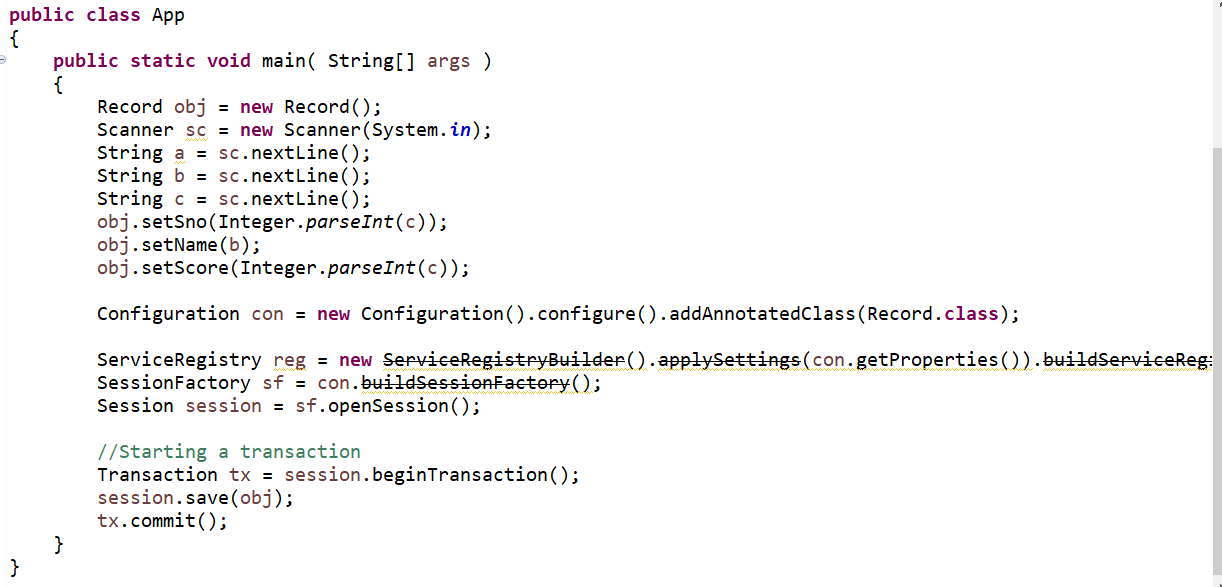 public class App
{
public static void main( String[] args )
{
Record obj = new Record();
Scanner sc = new Scanner(System.in);
String a = sc.nextLine();
String b = sc.nextLine();
String c = sc.nextLine();
obj.setSno(Integer.parseInt(c));
obj.setName(b);
obj.setScore(Integer.parseInt(c));
Configuration con = new Configuration().configure().addAnnotatedClass(Record.class);
ServiceRegistry reg = new ServiceRegistryBuilder().applySettings(con.getProperties()).buildServiceReg
SessionFactory sf = con.buildSessionFactory();
Session session = sf.openSession();
//Starting a transaction
Transaction tx = session.beginTransaction();
session.save(obj);
tx.commit();
}
}